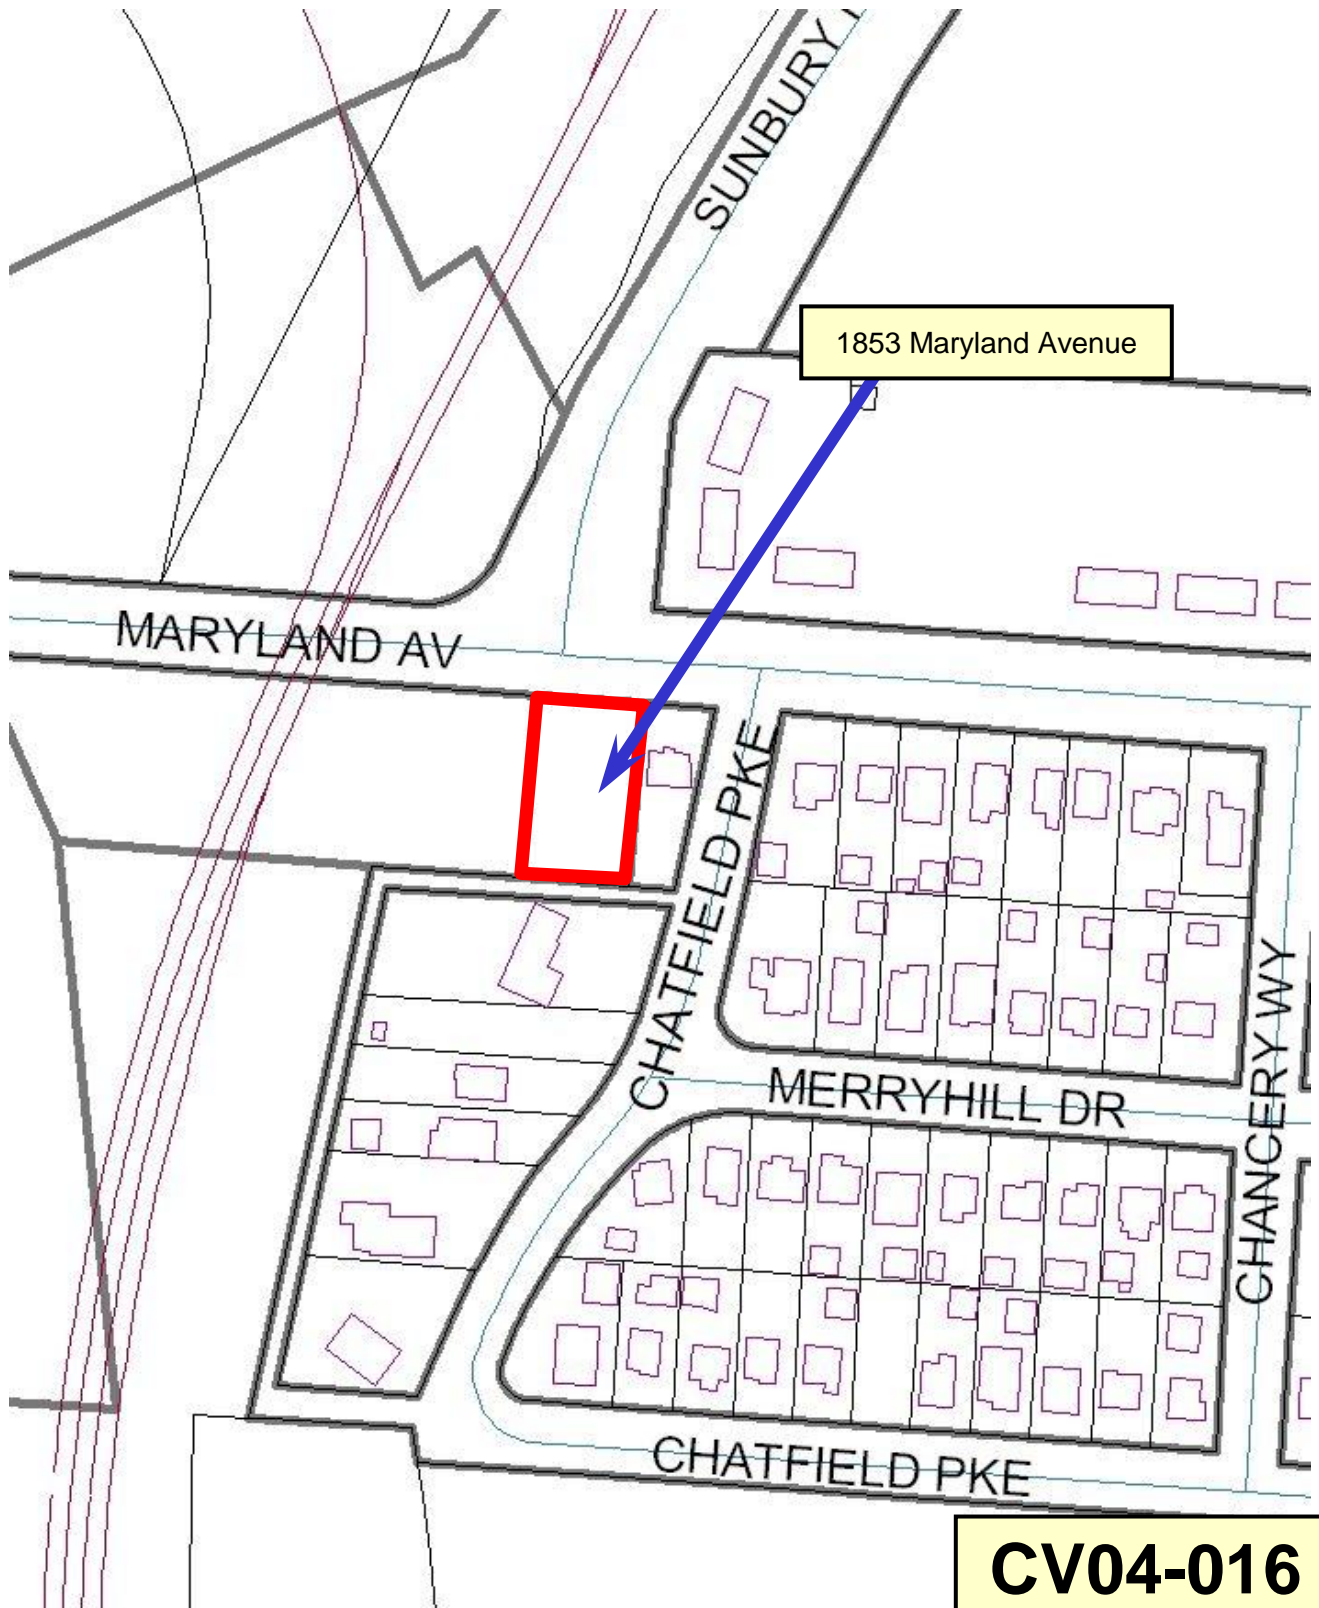 SUNBURY
1853 Maryland Avenue
MARYLAND AV
CHATFIELD PKE
MERRYHILL DR
CHANCERY WY
CHATFIELD PKE
CV04-016